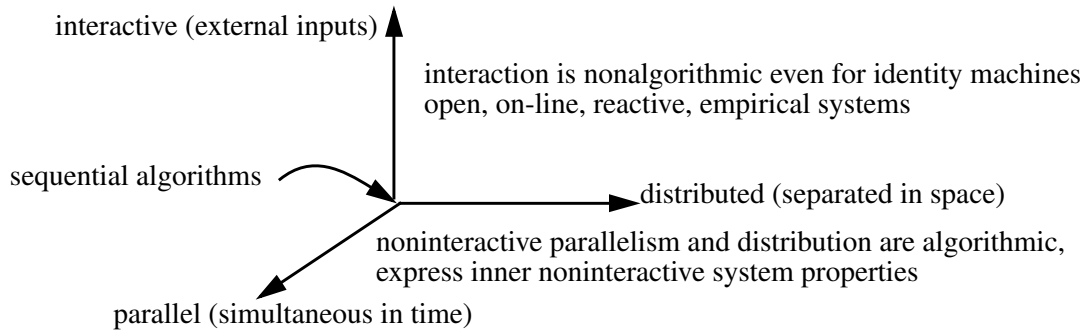 interactive (external inputs)
interaction is nonalgorithmic even for identity machines
open, on-line, reactive, empirical systems
sequential algorithms
distributed (separated in space)
noninteractive parallelism and distribution are algorithmic,
express inner noninteractive system properties
parallel (simultaneous in time)